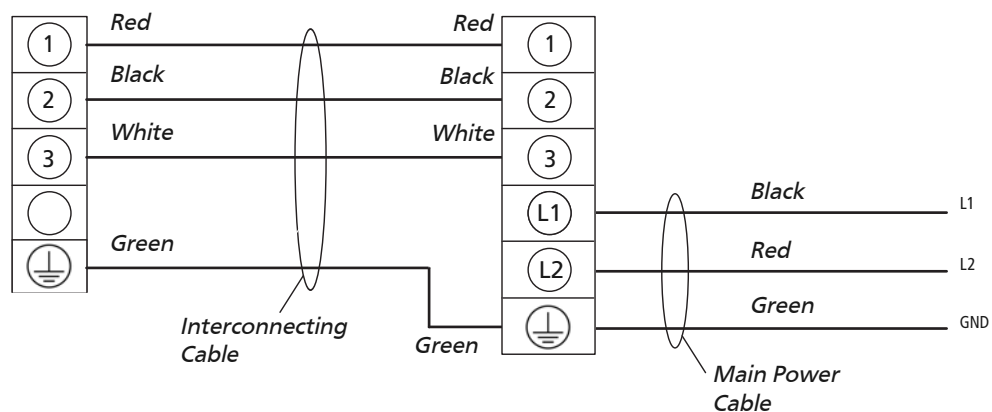 Red Red
1 1
Black Black
2 2
White White
3 3
Black
L1 L1
Red
Green
L2 L2
Green
GND
Interconnecting
Cable
Green
Main Power
Cable